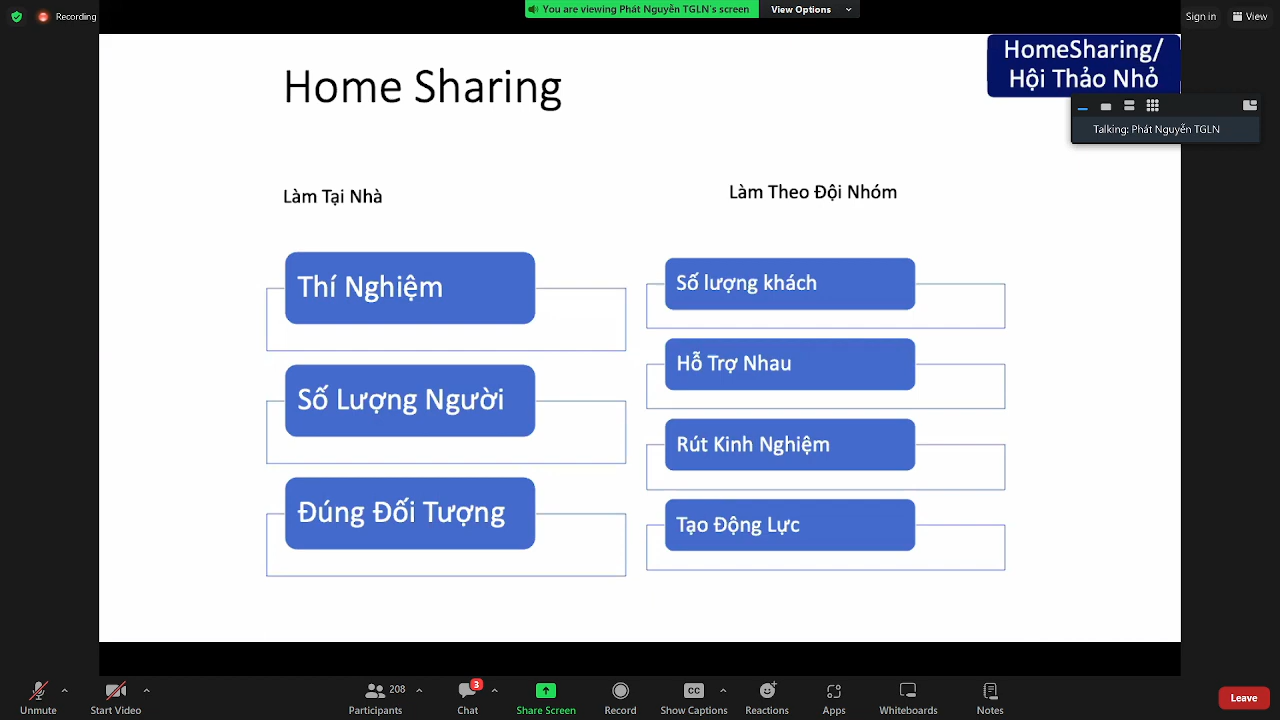 You are viewing Phát Nguyễn TGLN's screen
View Options
Recording
Sign in
View
HomeSharing/
Hội Thảo Nhỏ
Talking: Phát Nguyễn TGLN
Home Sharing
Làm Tại Nhà
Thí Nghiệm
Số Lượng Người
Đúng Đối Tượng
Làm Theo Đội Nhóm
Số lượng khách
Hỗ Trợ Nhau
Rút Kinh Nghiệm
Tạo Động Lực
Unmute
Start Video
208
Participants
3
Chat
Share Screen
Record
CC
Show Captions
Reactions
Apps
Whiteboards
Notes
Leave